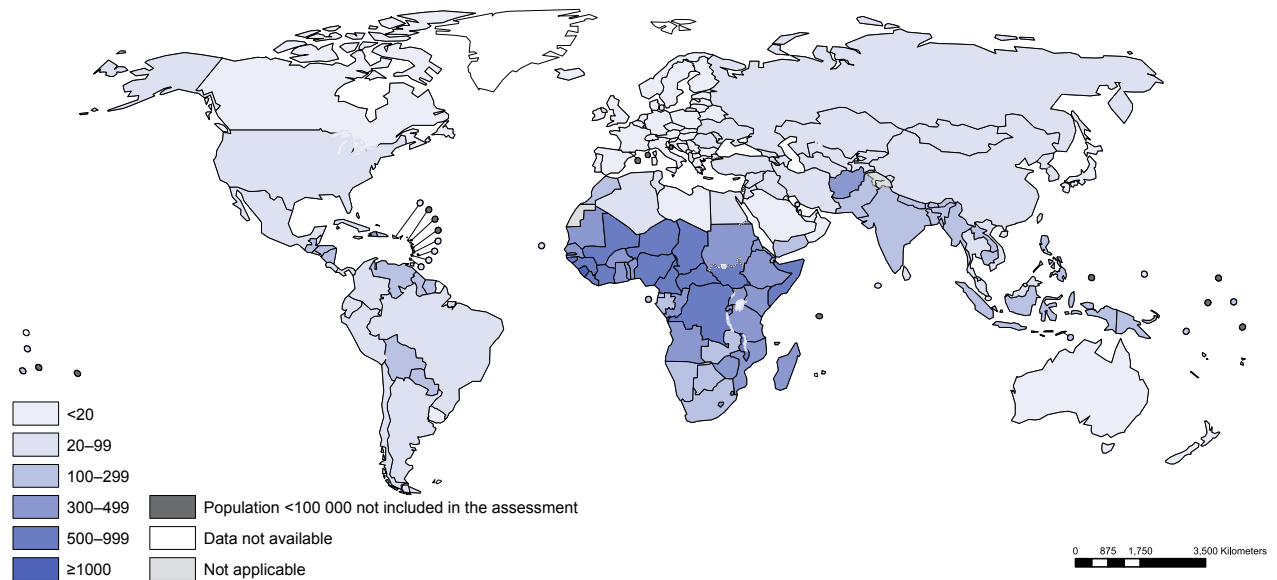 <20
20–99
100–299
300–499
500–999
≥1000
Population <100 000 not included in the assessment
Data not available
Not applicable
0 875 1,750 3,500 Kilometers